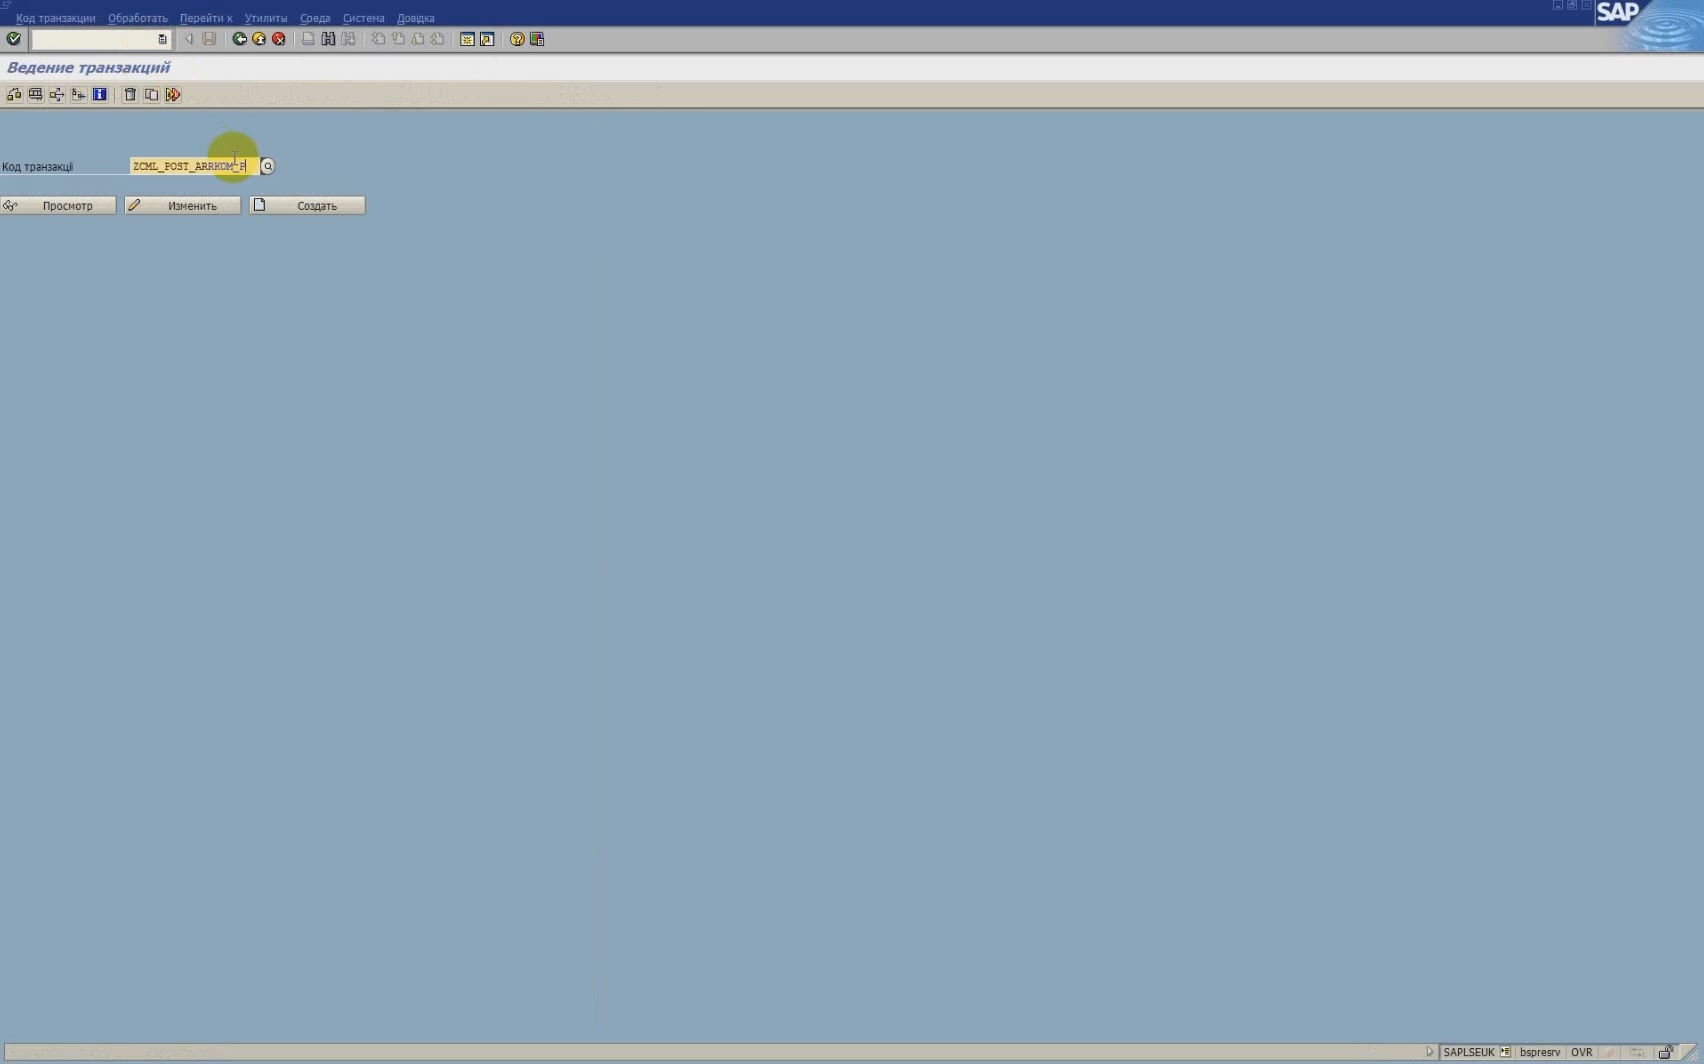 Код транзакции Обработать Перейти к Утилиты Среда Система Довідка
SAP
Ведение транзакций
Код транзакції ZCML_POST_ARRKOM_P
Просмотр Изменить Создать
SAPLSEUK bspresrv OVR